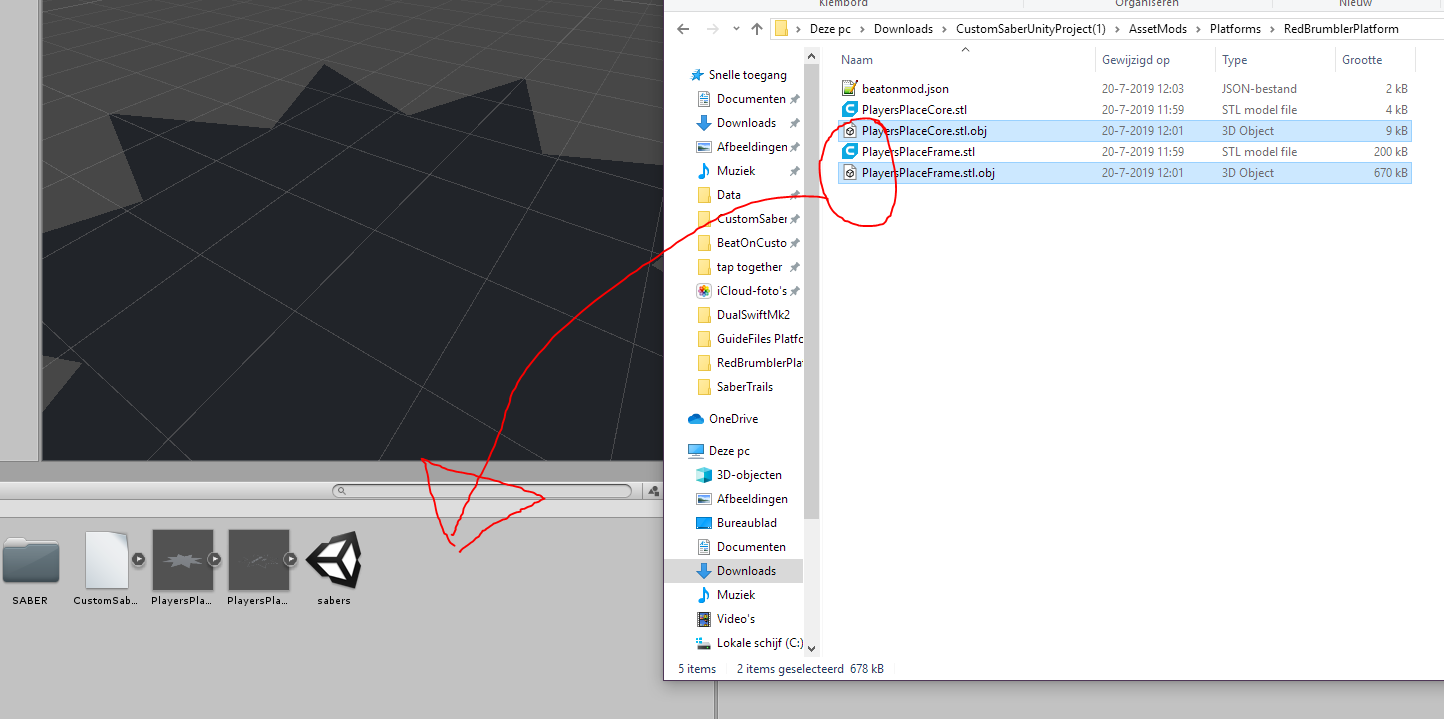 Klembord Organiseren Nieuw
Deze pc Downloads CustomSaberUnityProject(1) AssetMods Platforms RedBrumblerPlatform
Naam Gewijzigd op Type Grootte
beatonmod.json 20-7-2019 12:03 JSON-bestand 2 kB
PlayersPlaceCore.stl 20-7-2019 11:59 STL model file 4 kB
PlayersPlaceCore.stl.obj 20-7-2019 12:01 3D Object 9 kB
PlayersPlaceFrame.stl 20-7-2019 11:59 STL model file 200 kB
PlayersPlaceFrame.stl.obj 20-7-2019 12:01 3D Object 670 kB
Snelle toegang
Documenten
Downloads
Afbeeldingen
Muziek
Data
CustomSaber
BeatOnCusto
tap together
iCloud-foto's
DualSwiftMk2
GuideFiles Platfo
RedBrumblerPlat
SaberTrails
OneDrive
Deze pc
3D-objecten
Afbeeldingen
Bureaublad
Documenten
Downloads
Muziek
Video's
Lokale schijf (C:)
5 items 2 items geselecteerd 678 kB
SABER CustomSab... PlayersPla... PlayersPla... sabers